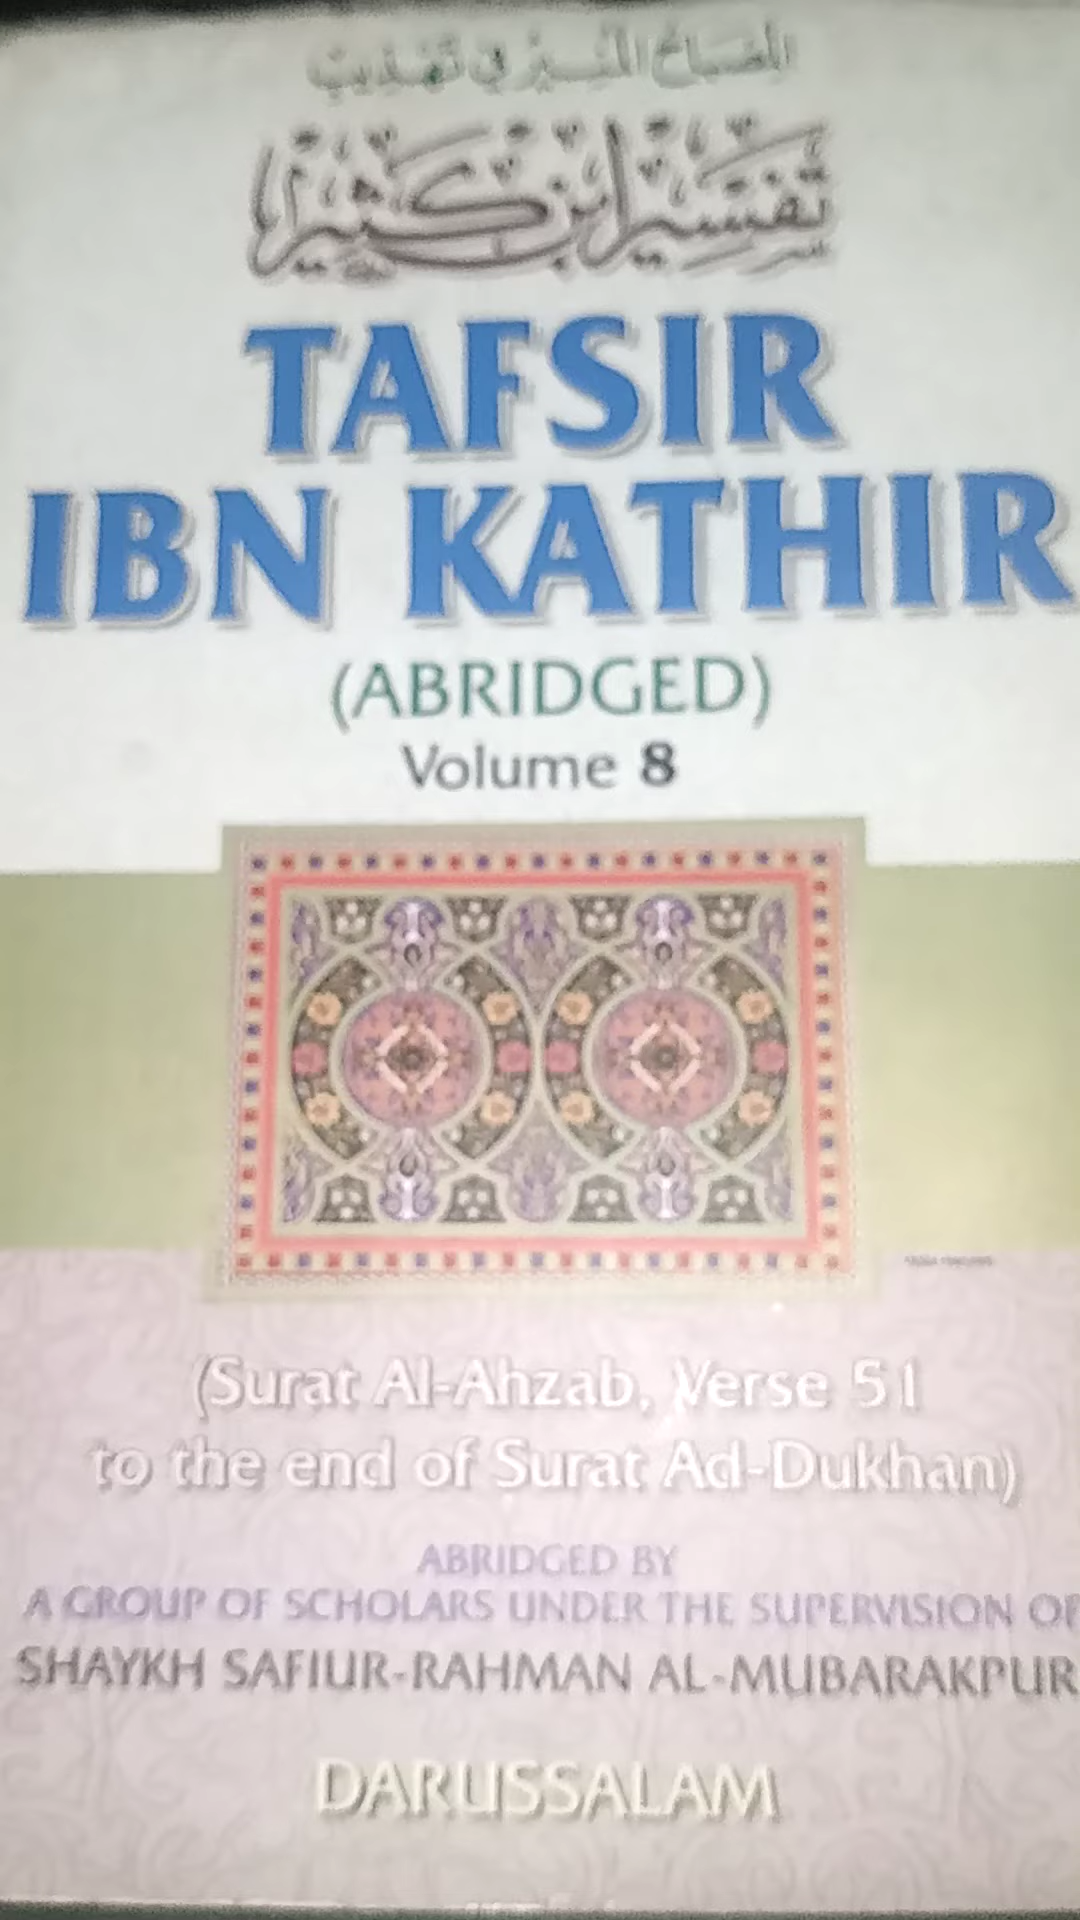 المصباح المنير في تهذيب
تفسير ابن كثير
TAFSIR
IBN KATHIR
(ABRIDGED)
Volume 8
(Surat Al-Ahzab, Verse 51
to the end of Surat Ad-Dukhan)
ABRIDGED BY
A GROUP OF SCHOLARS UNDER THE SUPERVISION OF
SHAYKH SAFIUR-RAHMAN AL-MUBARAKPUR
DARUSSALAM